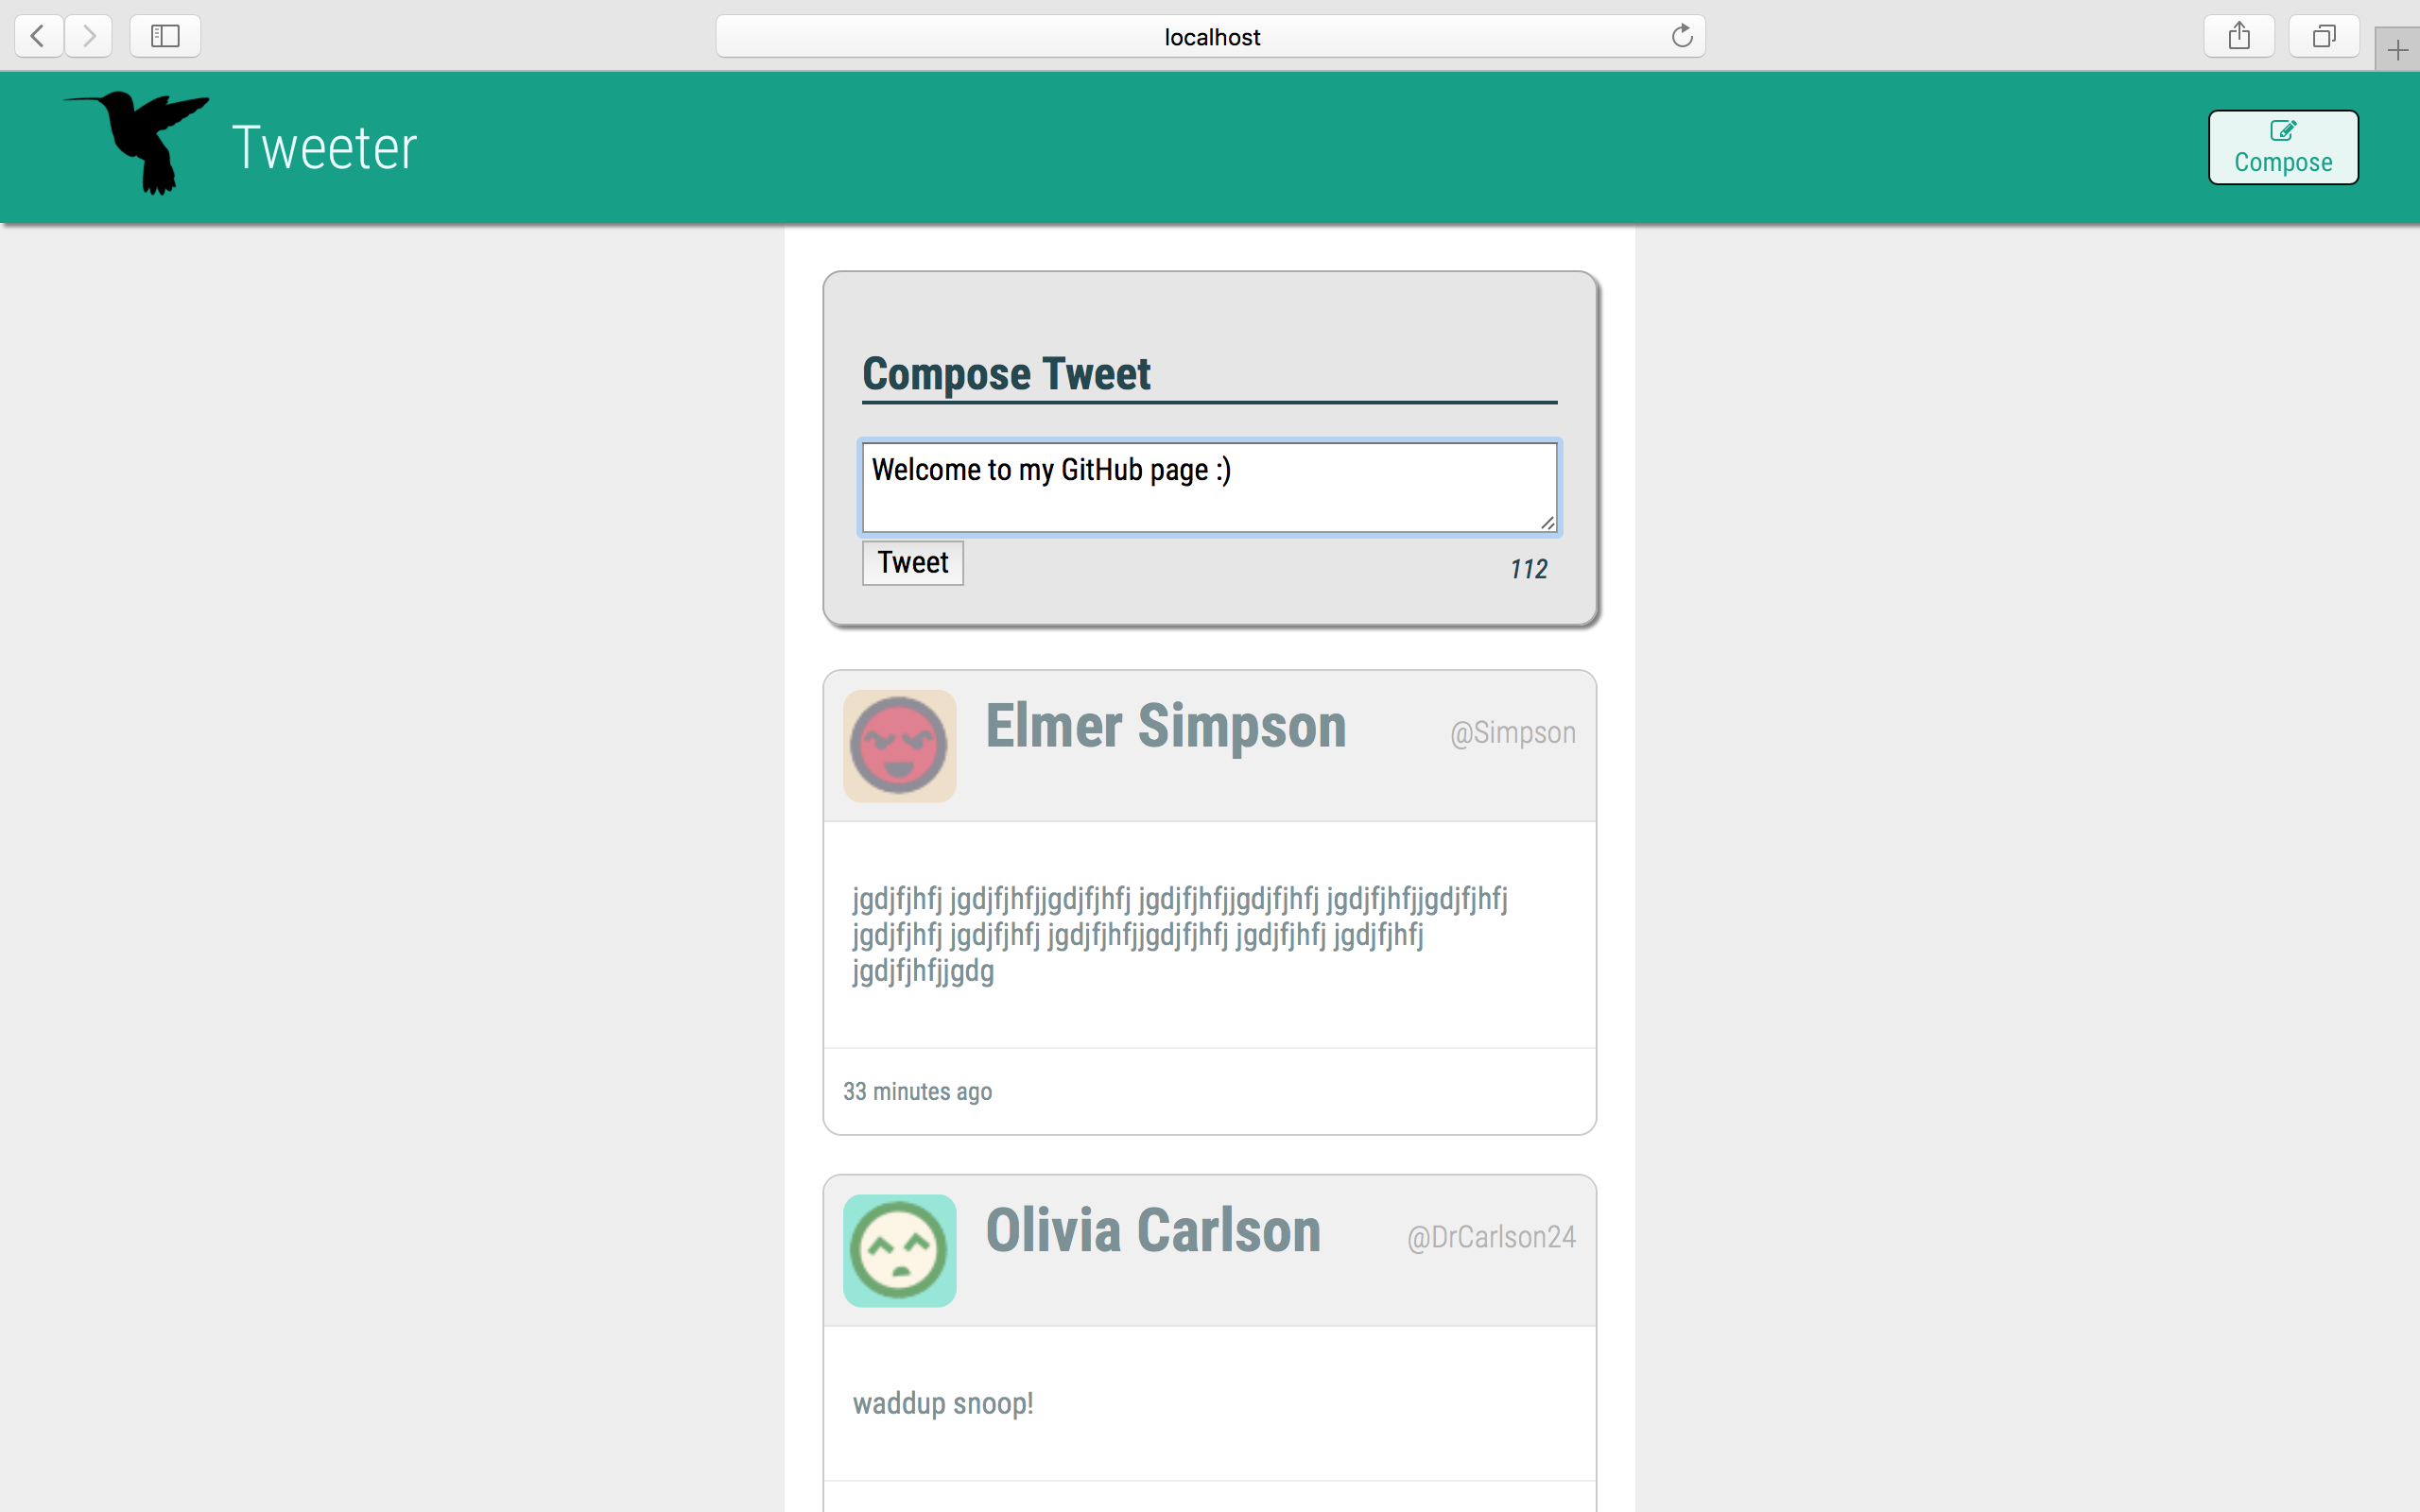 localhost
Tweeter
Compose
Compose Tweet
Welcome to my GitHub page :)
Tweet
112
Elmer Simpson
@Simpson
jgdjfjhfj jgdjfjhfjjgdjfjhfj jgdjfjhfjjgdjfjhfj jgdjfjhfjjgdjfjhfj
jgdjfjhfj jgdjfjhfj jgdjfjhfjjgdjfjhfj jgdjfjhfj jgdjfjhfj
jgdjfjhfjjgdg
33 minutes ago
Olivia Carlson
@DrCarlson24
waddup snoop!